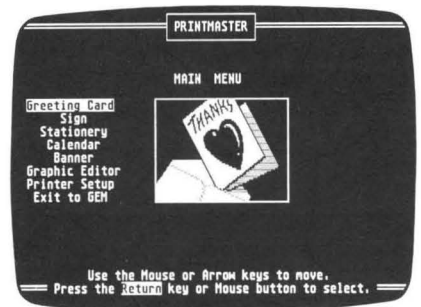 PRINTMASTER
MAIN MENU
Greeting Card
Sign
Stationery
Calendar
Banner
Graphic Editor
Printer Setup
Exit to GEM
THANKS
Use the Mouse or Arrow keys to move.
Press the Return key or Mouse button to select.